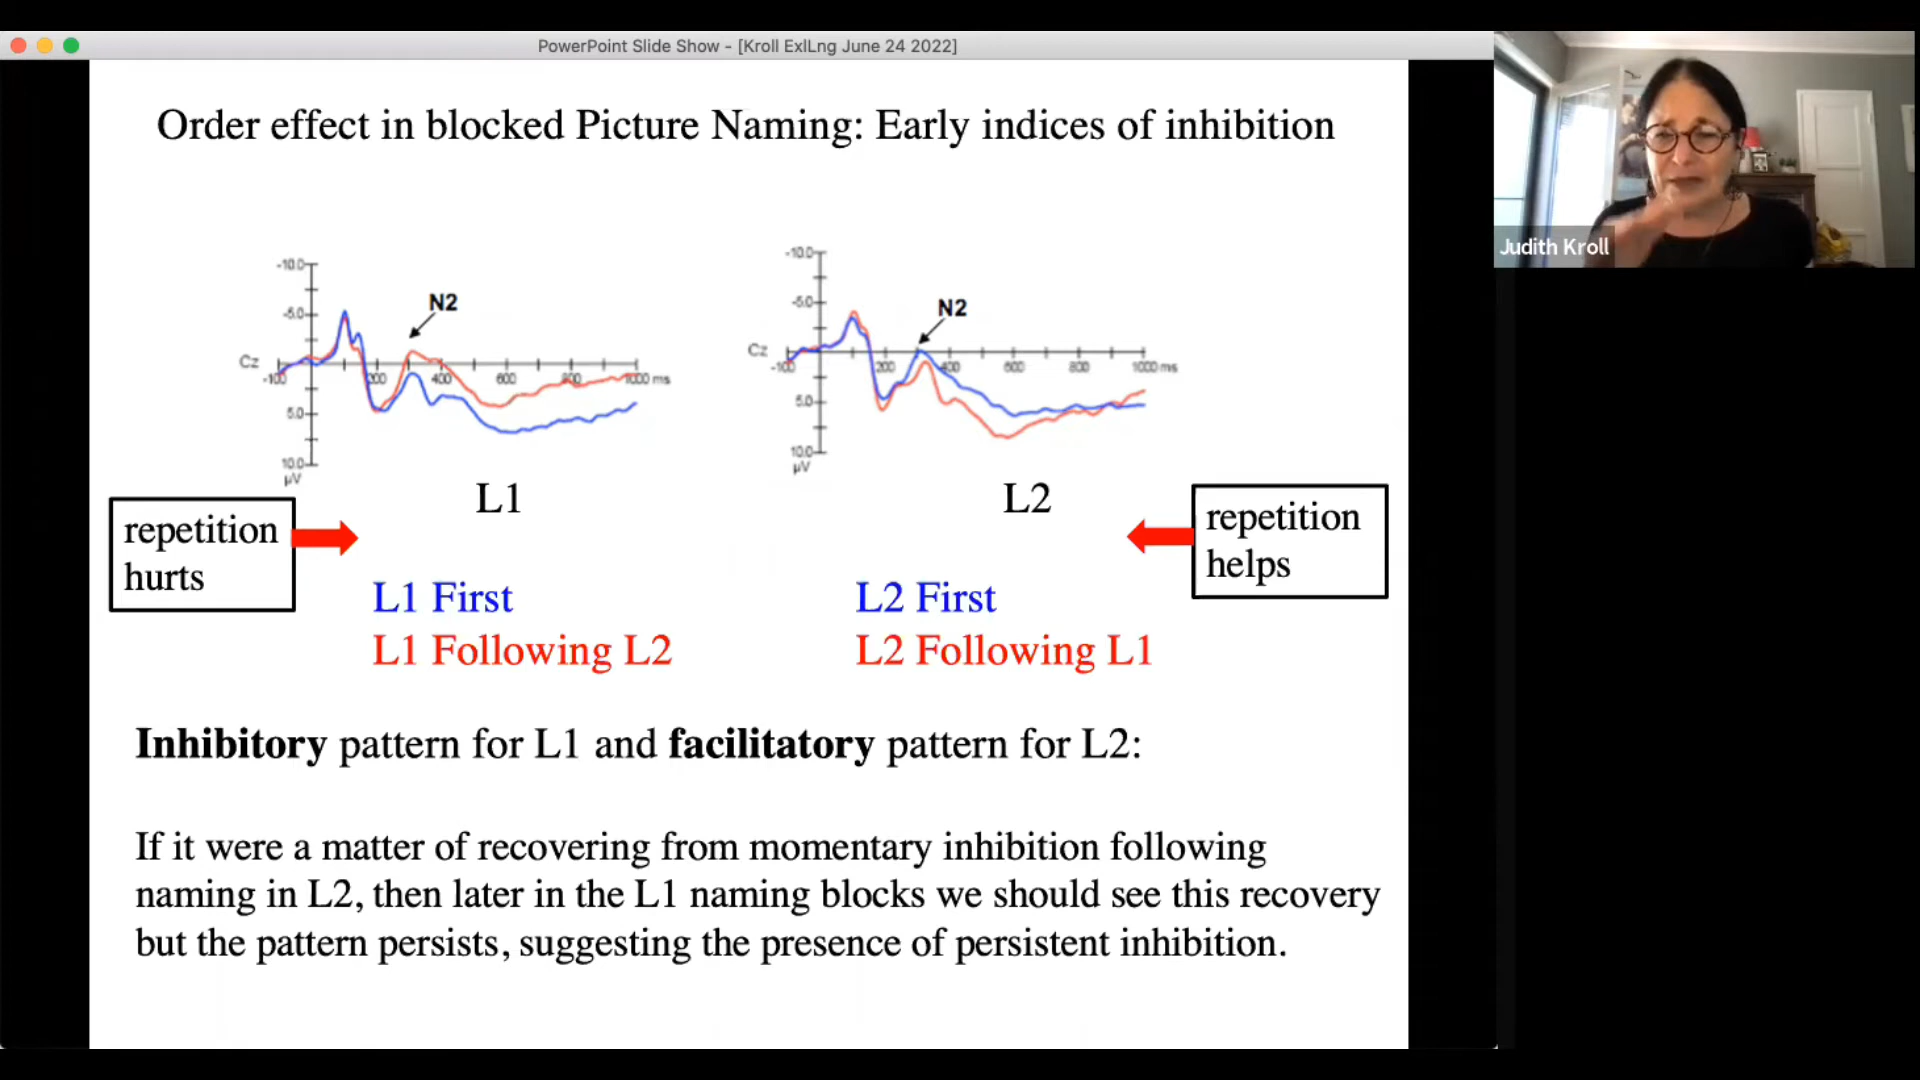 PowerPoint Slide Show - [Kroll ExlLng June 24 2022]
Judith Kroll
Order effect in blocked Picture Naming: Early indices of inhibition
-10.0
-5.0
N2
Cz
-100
200
400
600
800
1000 ms
5.0
10.0
µV
L1
-10.0
-5.0
N2
Cz
-100
200
400
600
800
1000 ms
5.0
10.0
µV
L2
repetition
hurts
repetition
helps
L1 First
L1 Following L2
L2 First
L2 Following L1
Inhibitory pattern for L1 and facilitatory pattern for L2:
If it were a matter of recovering from momentary inhibition following
naming in L2, then later in the L1 naming blocks we should see this recovery
but the pattern persists, suggesting the presence of persistent inhibition.